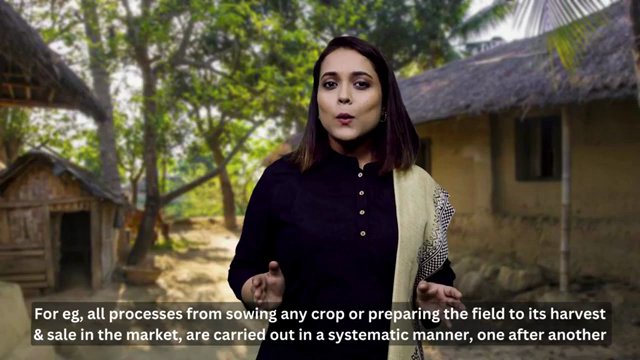 For eg, all processes from sowing any crop or preparing the field to its harvest
& sale in the market, are carried out in a systematic manner, one after another